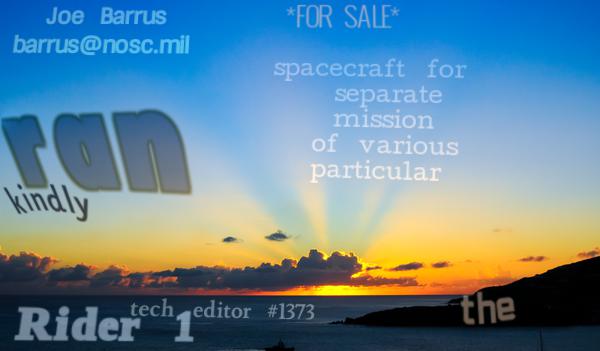 Joe Barrus
barrus@nosc.mil
*FOR SALE*
spacecraft for
separate
mission
of various
particular
ran
kindly
Rider 1
tech editor #1373
the